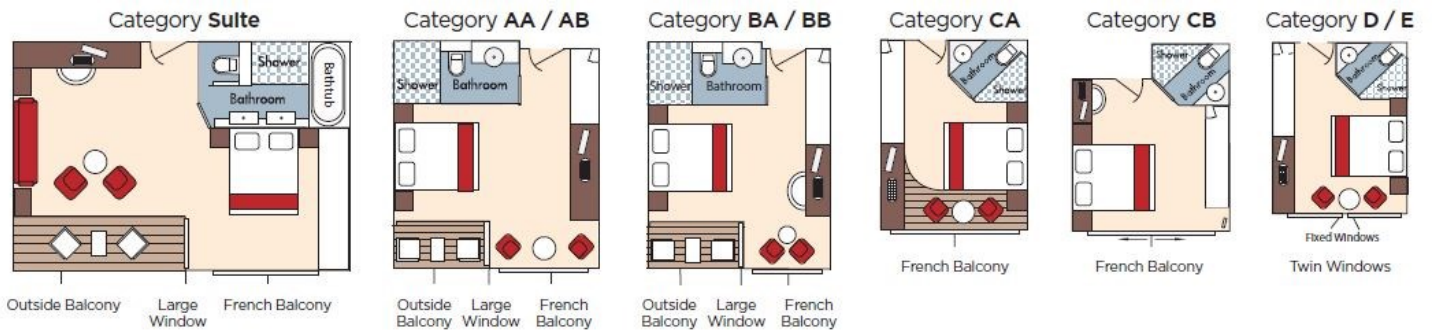 Category Suite
Category AA / AB
Category BA / BB
Category CA
Category CB
Category D / E
Shower
Bathtub
Bathroom
Shower
Bathroom
Shower
Bathroom
Bathroom
Shower
Shower
Bathroom
Bathroom
Shower
Fixed Windows
French Balcony
French Balcony
Twin Windows
Outside Balcony
Large
Window
French Balcony
Outside
Balcony
Large
Window
French
Balcony
Outside
Balcony
Large
Window
French
Balcony